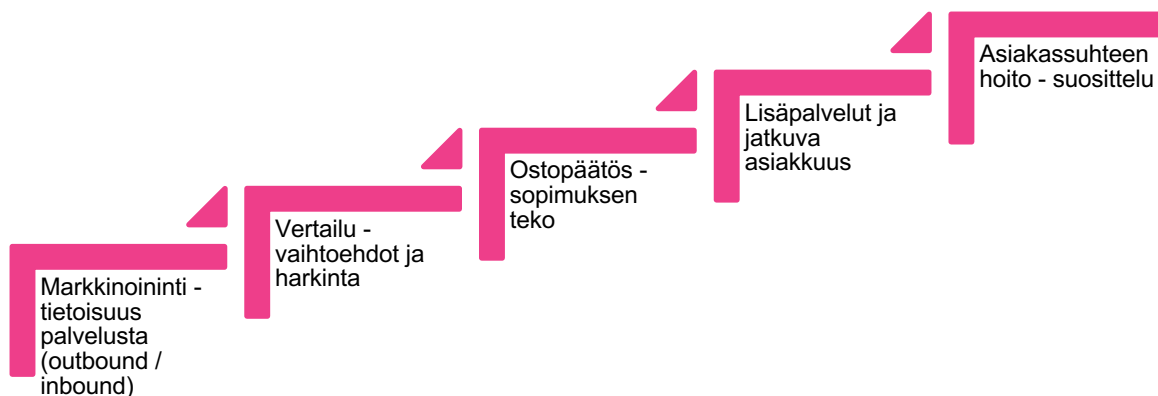 Markkinoininti -
tietoisuus
palvelusta
(outbound /
inbound)
Vertailu -
vaihtoehdot ja
harkinta
Ostopäätös -
sopimuksen
teko
Lisäpalvelut ja
jatkuva
asiakkuus
Asiakassuhteen
hoito - suosittelu